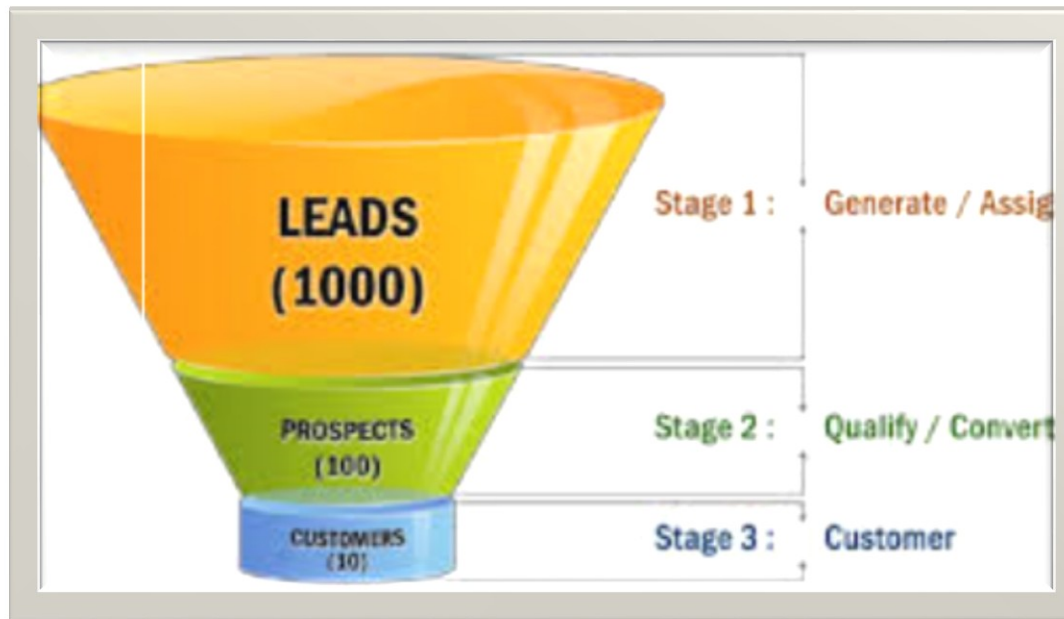 LEADS
(1000)
Stage 1 : Generate / Assig
PROSPECTS
(100)
Stage 2 : Qualify / Convert
CUSTOMERS
(10)
Stage 3 : Customer